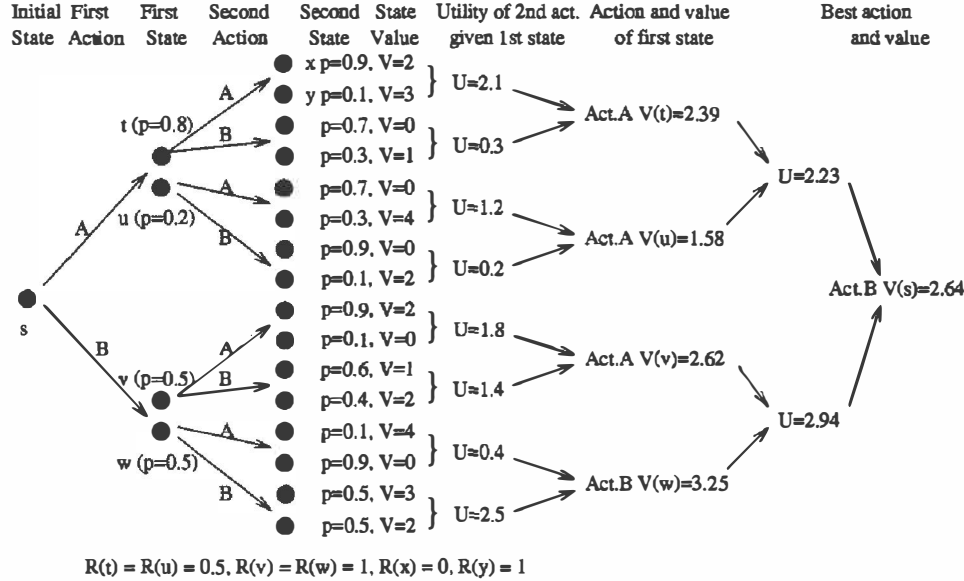 Initial First First Second Second State Utility of 2nd act. Action and value Best action
State Action State Action State Value given 1st state of first state and value
x p=0.9, V=2
A
U=2.1
y p=0.1, V=3
t (p=0.8)
Act.A V(t)=2.39
B
p=0.7, V=0
U=0.3
p=0.3, V=1
U=2.23
A
p=0.7, V=0
U=1.2
u (p=0.2)
p=0.3, V=4
A
B
Act.A V(u)=1.58
p=0.9, V=0
U=0.2
p=0.1, V=2
Act.B V(s)=2.64
s
p=0.9, V=2
U=1.8
p=0.1, V=0
B
A
Act.A V(v)=2.62
v (p=0.5)
B
p=0.6, V=1
U=1.4
p=0.4, V=2
U=2.94
A
p=0.1, V=4
U=0.4
w (p=0.5)
p=0.9, V=0
Act.B V(w)=3.25
B
p=0.5, V=3
U=2.5
p=0.5, V=2
R(t) = R(u) = 0.5, R(v) = R(w) = 1, R(x) = 0, R(y) = 1